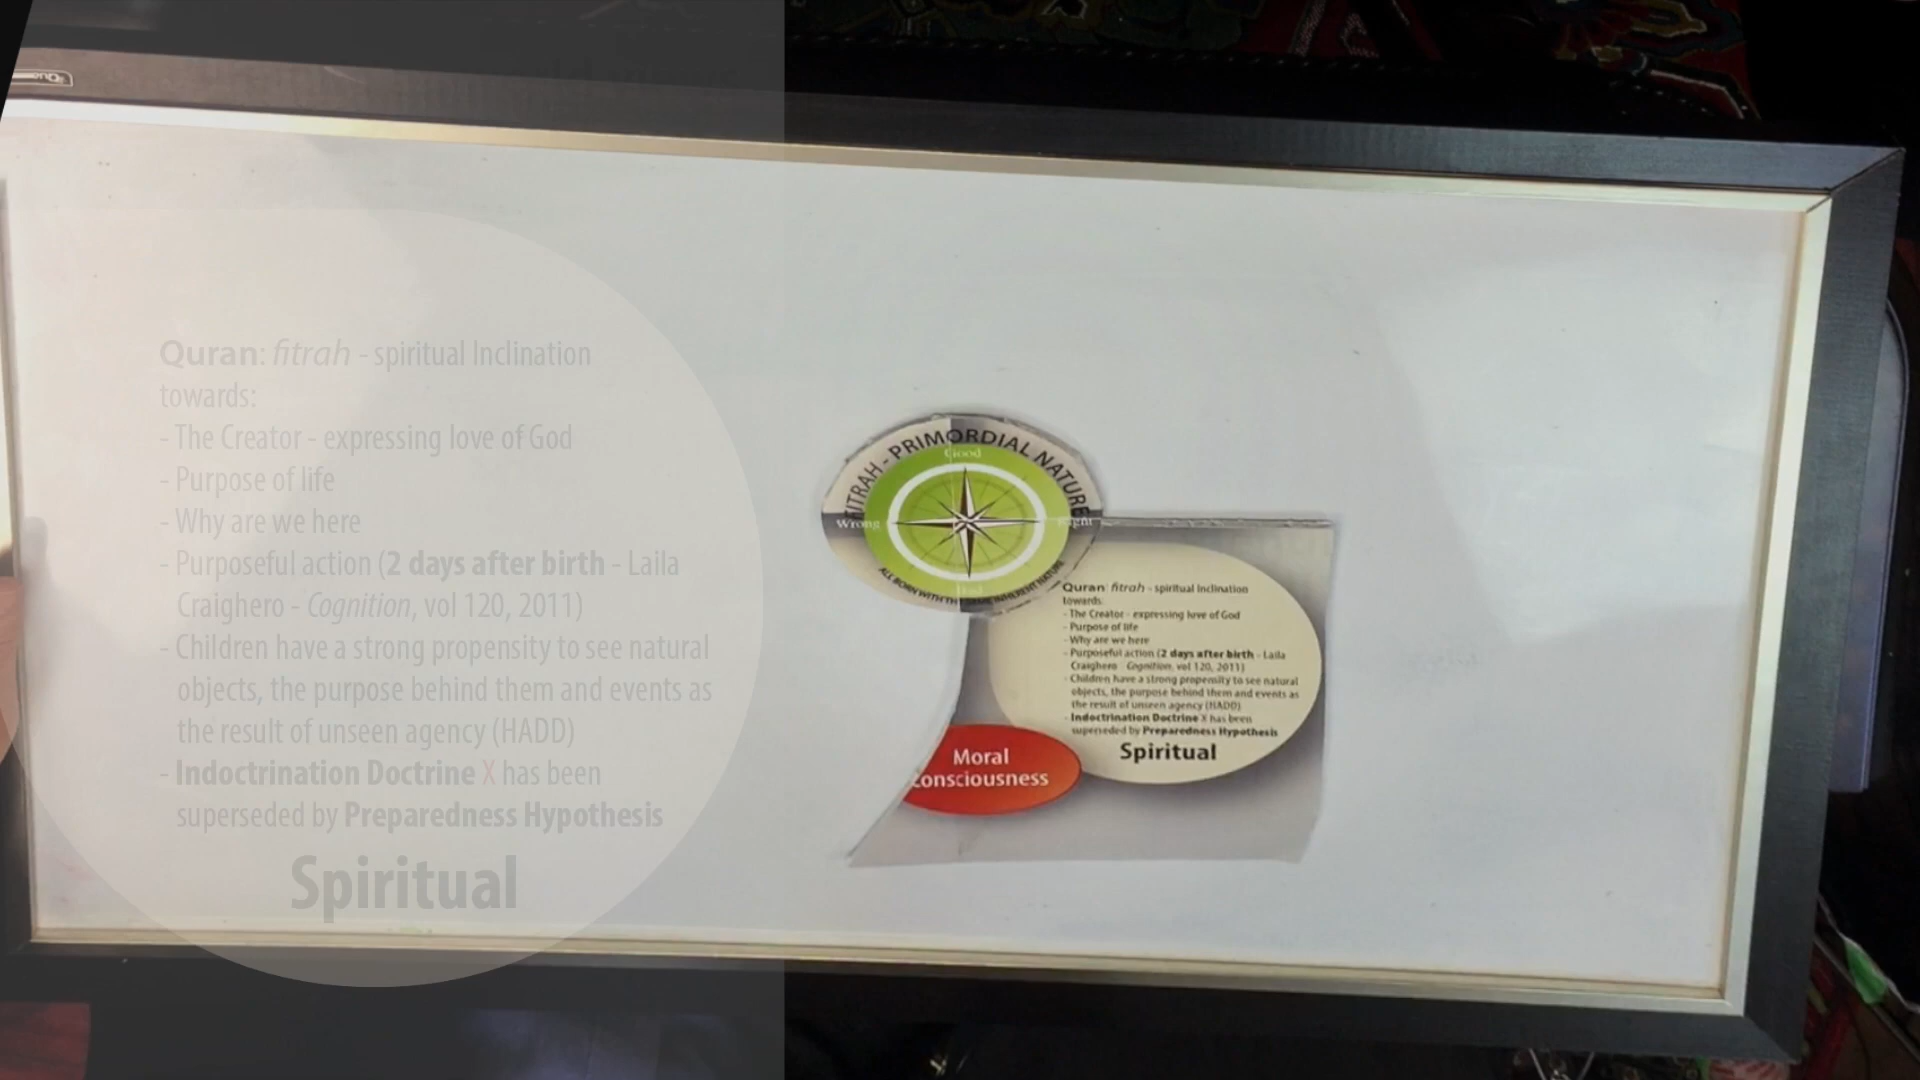 Quran: fitrah - spiritual Inclination
towards:
- The Creator - expressing love of God
- Purpose of life
- Why are we here
- Purposeful action (2 days after birth - Laila
Craighero - Cognition, vol 120, 2011)
- Children have a strong propensity to see natural
objects, the purpose behind them and events as
the result of unseen agency (HADD)
- Indoctrination Doctrine X has been
superseded by Preparedness Hypothesis
Spiritual
FITRAH - PRIMORDIAL NATURE
Good
Wrong
Right
ALL BORN WITH THE SAME INHERENT NATURE
Quran: fitrah - spiritual Inclination
towards:
- The Creator - expressing love of God
- Purpose of life
- Why are we here
- Purposeful action (2 days after birth - Laila
Craighero - Cognition, vol 120, 2011)
- Children have a strong propensity to see natural
objects, the purpose behind them and events as
the result of unseen agency (HADD)
- Indoctrination Doctrine X has been
superseded by Preparedness Hypothesis
Spiritual
Moral
Consciousness